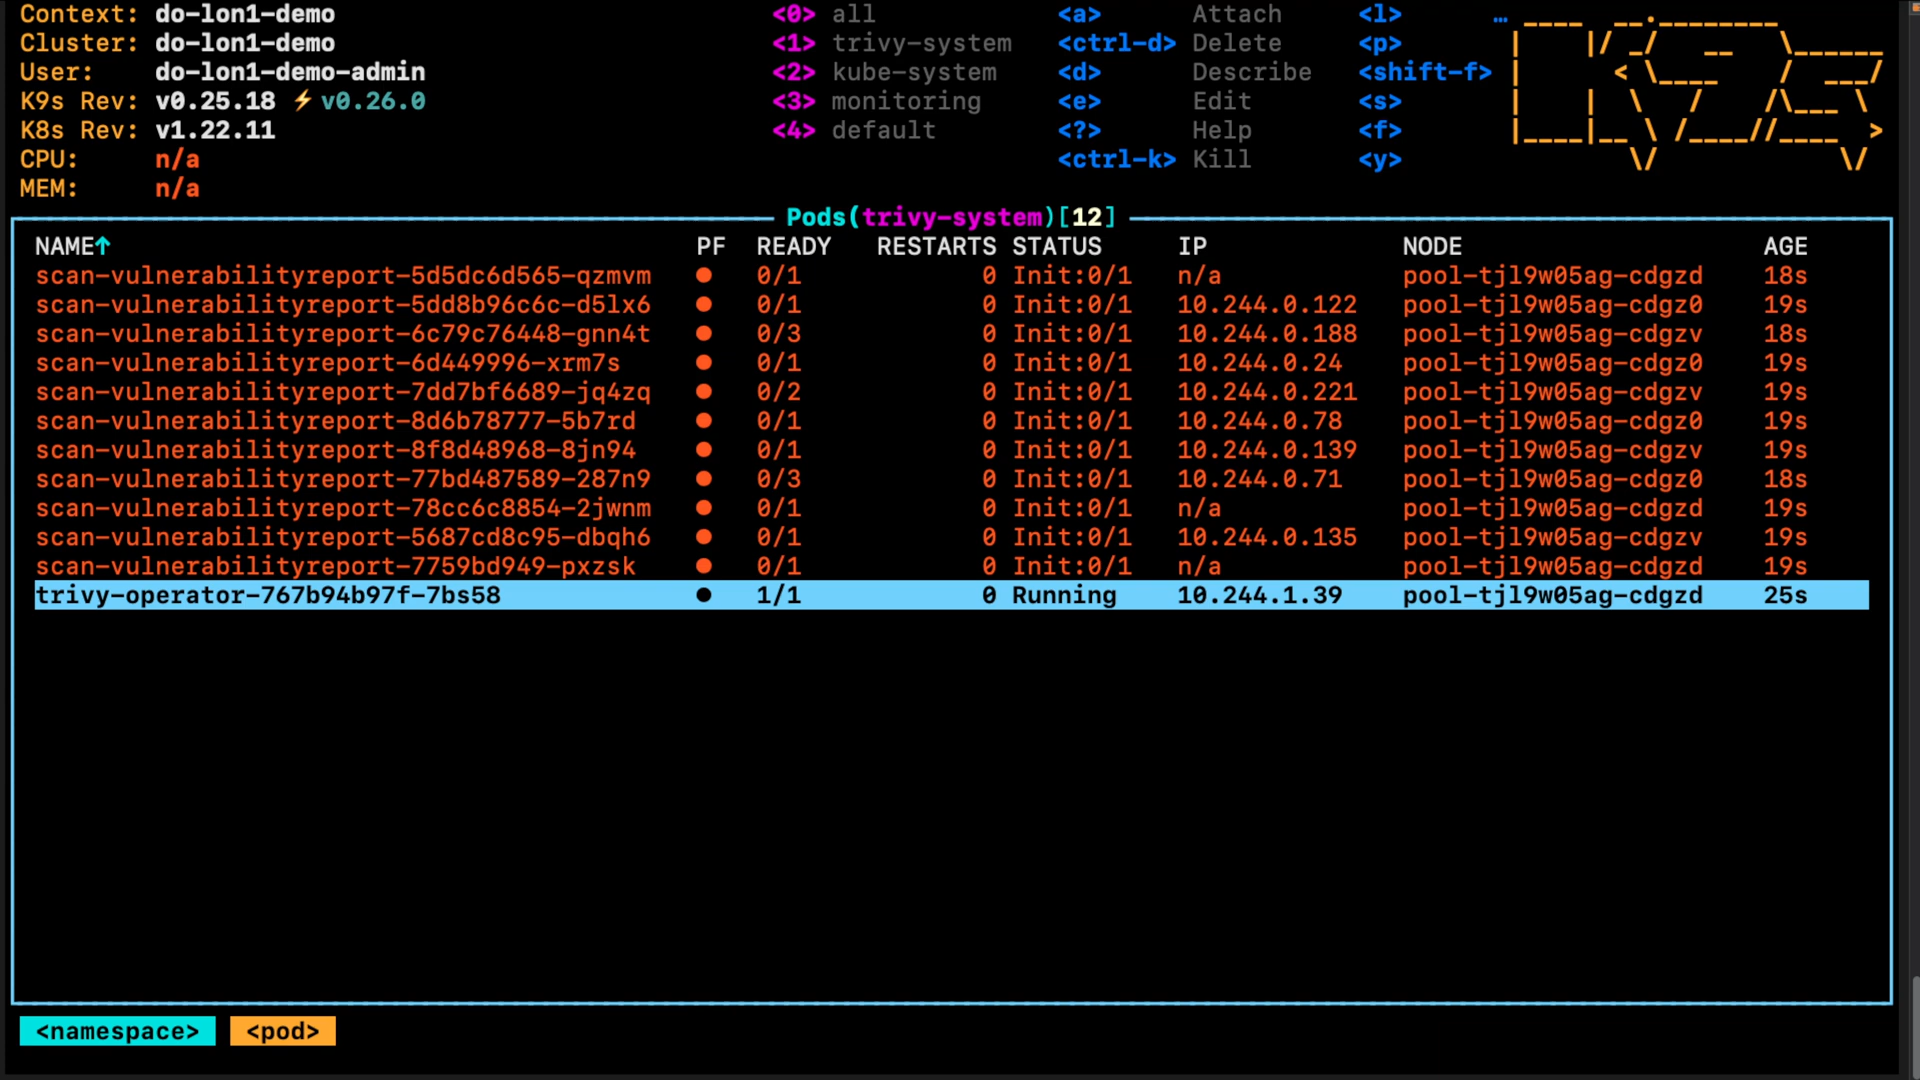 Context: do-lon1-demo <0> all <a> Attach <l> …
Cluster: do-lon1-demo <1> trivy-system <ctrl-d> Delete <p>
User: do-lon1-demo-admin <2> kube-system <d> Describe <shift-f>
K9s Rev: v0.25.18 ⚡v0.26.0 <3> monitoring <e> Edit <s>
K8s Rev: v1.22.11 <4> default <?> Help <f>
CPU: n/a <ctrl-k> Kill <y>
MEM: n/a
Pods(trivy-system)[12]
NAME↑ PF READY RESTARTS STATUS IP NODE AGE
scan-vulnerabilityreport-5d5dc6d565-qzmvm ● 0/1 0 Init:0/1 n/a pool-tjl9w05ag-cdgzd 18s
scan-vulnerabilityreport-5dd8b96c6c-d5lx6 ● 0/1 0 Init:0/1 10.244.0.122 pool-tjl9w05ag-cdgz0 19s
scan-vulnerabilityreport-6c79c76448-gnn4t ● 0/3 0 Init:0/1 10.244.0.188 pool-tjl9w05ag-cdgzv 18s
scan-vulnerabilityreport-6d449996-xrm7s ● 0/1 0 Init:0/1 10.244.0.24 pool-tjl9w05ag-cdgz0 19s
scan-vulnerabilityreport-7dd7bf6689-jq4zq ● 0/2 0 Init:0/1 10.244.0.221 pool-tjl9w05ag-cdgzv 19s
scan-vulnerabilityreport-8d6b78777-5b7rd ● 0/1 0 Init:0/1 10.244.0.78 pool-tjl9w05ag-cdgz0 19s
scan-vulnerabilityreport-8f8d48968-8jn94 ● 0/1 0 Init:0/1 10.244.0.139 pool-tjl9w05ag-cdgzv 19s
scan-vulnerabilityreport-77bd487589-287n9 ● 0/3 0 Init:0/1 10.244.0.71 pool-tjl9w05ag-cdgz0 18s
scan-vulnerabilityreport-78cc6c8854-2jwnm ● 0/1 0 Init:0/1 n/a pool-tjl9w05ag-cdgzd 19s
scan-vulnerabilityreport-5687cd8c95-dbqh6 ● 0/1 0 Init:0/1 10.244.0.135 pool-tjl9w05ag-cdgzv 19s
scan-vulnerabilityreport-7759bd949-pxzsk ● 0/1 0 Init:0/1 n/a pool-tjl9w05ag-cdgzd 19s
trivy-operator-767b94b97f-7bs58 ● 1/1 0 Running 10.244.1.39 pool-tjl9w05ag-cdgzd 25s
<namespace> <pod>